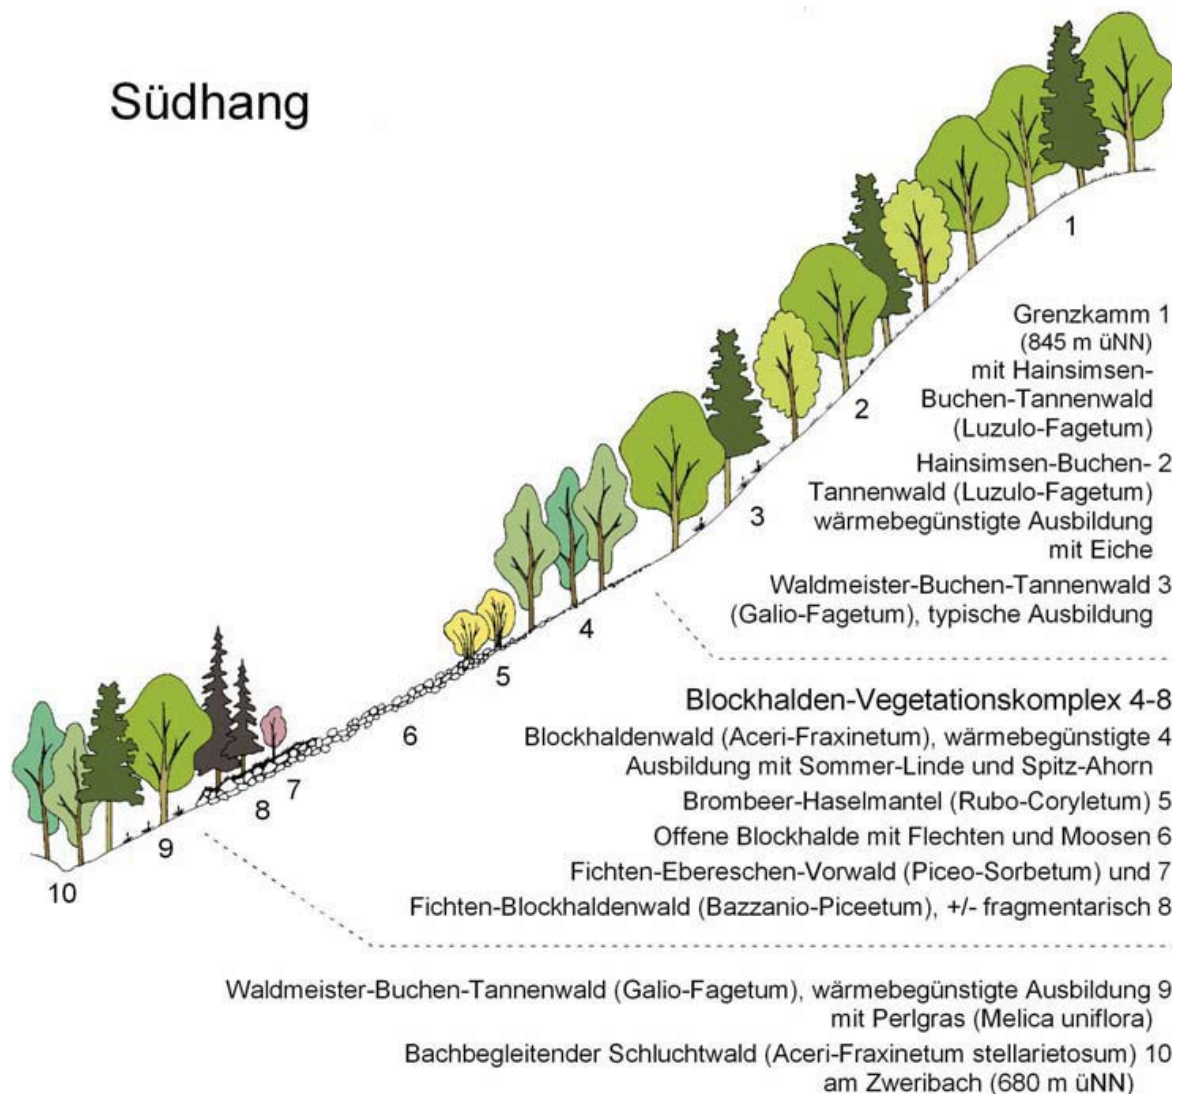 Südhang
1
Grenzkamm 1
(845 m üNN)
mit Hainsimsen-
Buchen-Tannenwald
(Luzulo-Fagetum)
2
Hainsimsen-Buchen- 2
Tannenwald (Luzulo-Fagetum)
wärmebegünstigte Ausbildung
mit Eiche
3
Waldmeister-Buchen-Tannenwald 3
(Galio-Fagetum), typische Ausbildung
4
5
6
7
8
9
10
Blockhalden-Vegetationskomplex 4-8
Blockhaldenwald (Aceri-Fraxinetum), wärmebegünstigte 4
Ausbildung mit Sommer-Linde und Spitz-Ahorn
Brombeer-Haselmantel (Rubo-Coryletum) 5
Offene Blockhalde mit Flechten und Moosen 6
Fichten-Ebereschen-Vorwald (Piceo-Sorbetum) und 7
Fichten-Blockhaldenwald (Bazzanio-Piceetum), +/- fragmentarisch 8
Waldmeister-Buchen-Tannenwald (Galio-Fagetum), wärmebegünstigte Ausbildung 9
mit Perlgras (Melica uniflora)
Bachbegleitender Schluchtwald (Aceri-Fraxinetum stellarietosum) 10
am Zweribach (680 m üNN)